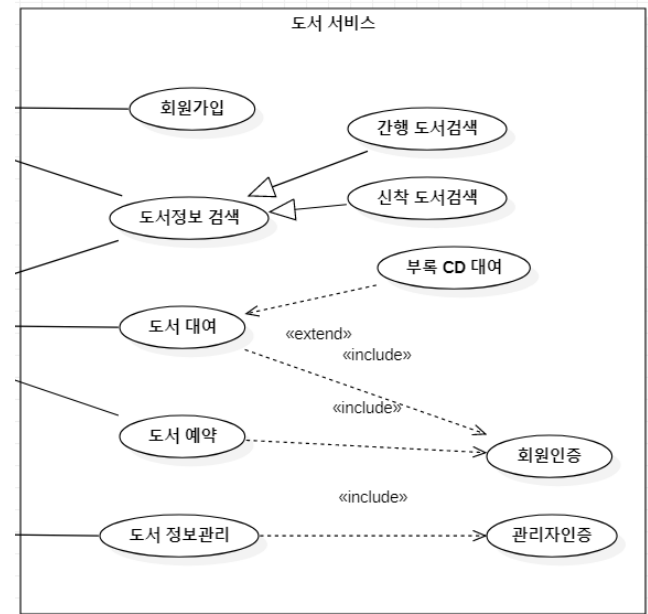 도서 서비스
회원가입
간행 도서검색
신착 도서검색
도서정보 검색
부록 CD 대여
도서 대여
«extend»
«include»
«include»
도서 예약
회원인증
«include»
도서 정보관리
관리자인증